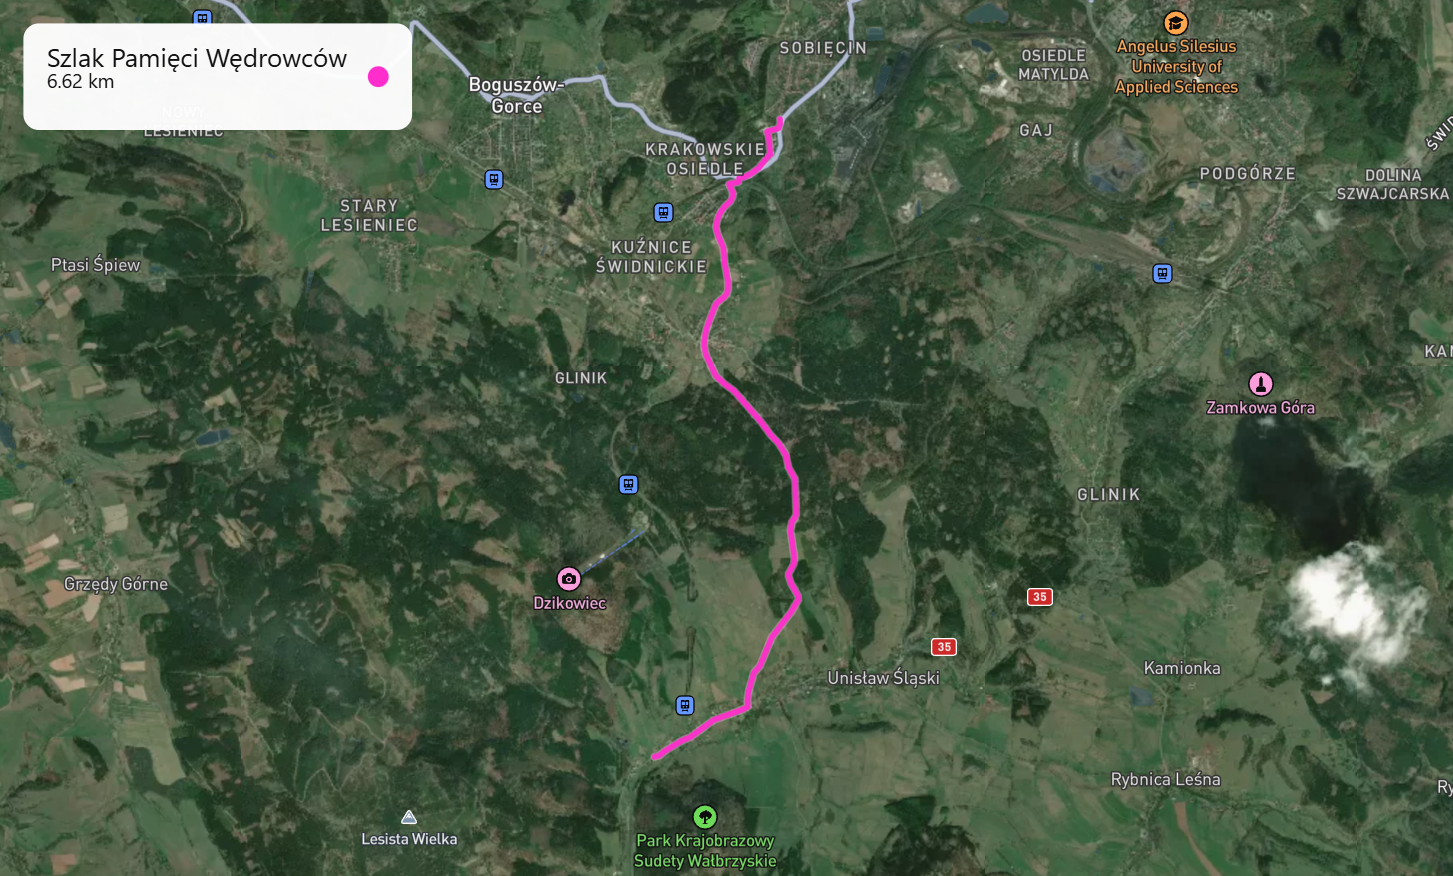 Szlak Pamięci Wędrowców
6.62 km
NOWY
LESIENIEC
Boguszów-
Gorce
SOBIĘCIN
OSIEDLE
MATYLDA
Angelus Silesius
University of
Applied Sciences
KRAKOWSKIE
OSIEDLE
GAJ
PODGÓRZE
DOLINA
SZWAJCARSKA
STARY
LESIENIEC
KUŹNICE
ŚWIDNICKIE
Ptasi Śpiew
GLINIK
Zamkowa Góra
KAM
GLINIK
Grzędy Górne
Dzikowiec
35
35
Unisław Śląski
Kamionka
Rybnica Leśna
Ry
Lesista Wielka
Park Krajobrazowy
Sudety Wałbrzyskie